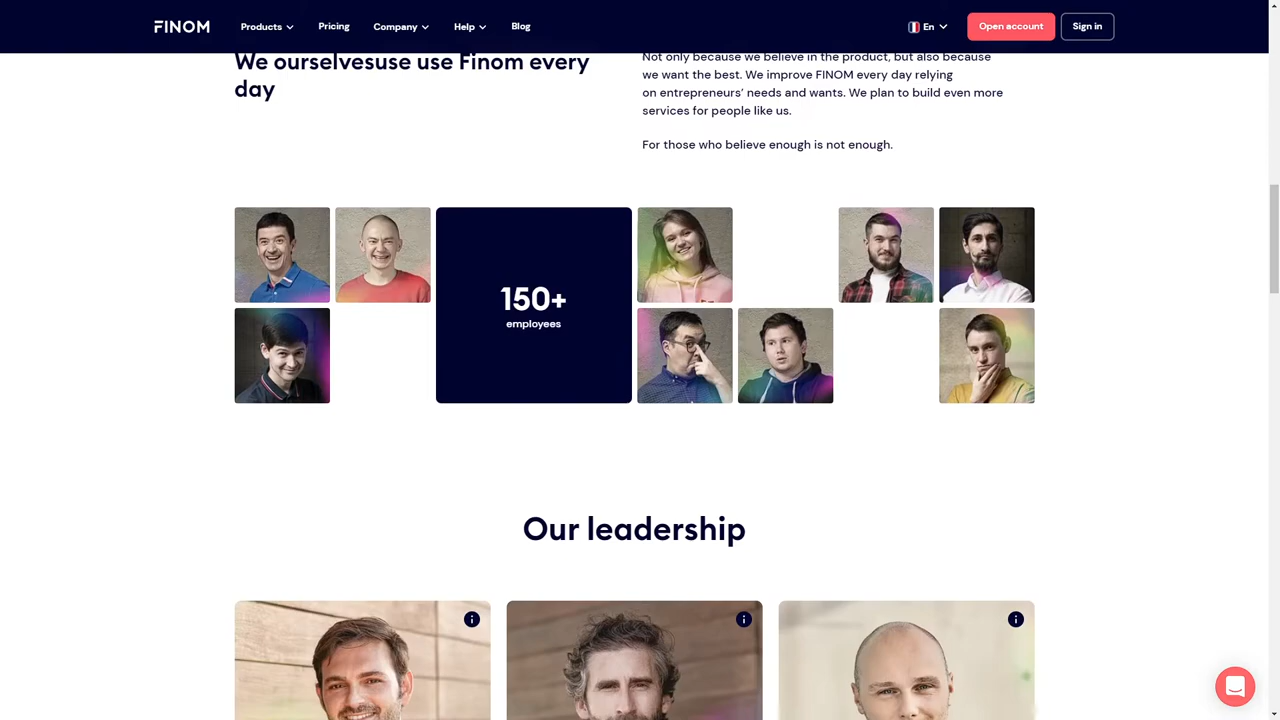 FINOM
Products
Pricing
Company
Help
Blog
En
Open account
Sign in
We ourselvesuse use Finom every
day
Not only because we believe in the product, but also because
we want the best. We improve FINOM every day relying
on entrepreneurs’ needs and wants. We plan to build even more
services for people like us.
For those who believe enough is not enough.
150+
employees
Our leadership
i
i
i